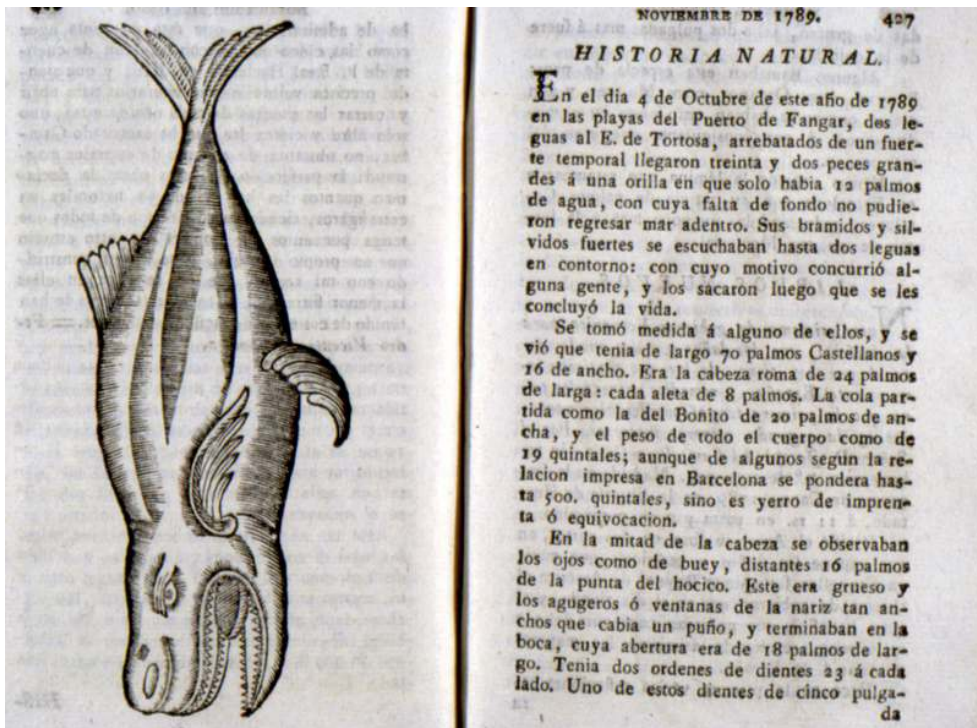 NOVIEMBRE DE 1789. 427
HISTORIA NATURAL.
En el dia 4 de Octubre de este año de 1789
en las playas del Puerto de Fangar, dos le-
guas al E. de Tortosa, arrebatados de un fuer-
te temporal llegaron treinta y dos peces gran-
des á una orilla en que solo habia 12 palmos
de agua, con cuya falta de fondo no pudie-
ron regresar mar adentro. Sus bramidos y sil-
vidos fuertes se escuchaban hasta dos leguas
en contorno: con cuyo motivo concurrió al-
guna gente, y los sacaron luego que se les
concluyó la vida.
Se tomó medida á alguno de ellos, y se
vió que tenia de largo 70 palmos Castellanos y
16 de ancho. Era la cabeza roma de 24 palmos
de larga: cada aleta de 8 palmos. La cola par-
tida como la del Bonito de 20 palmos de an-
cha, y el peso de todo el cuerpo como de
19 quintales; aunque de algunos segun la re-
lacion impresa en Barcelona se pondera has-
ta 500. quintales, sino es yerro de impren-
ta ó equivocacion.
En la mitad de la cabeza se observaban
los ojos como de buey, distantes 16 palmos
de la punta del hocico. Este era grueso y
los agugeros ó ventanas de la nariz tan an-
chos que cabia un puño, y terminaban en la
boca, cuya abertura era de 18 palmos de lar-
go. Tenia dos ordenes de dientes 23 á cada
lado. Uno de estos dientes de cinco pulga-
da